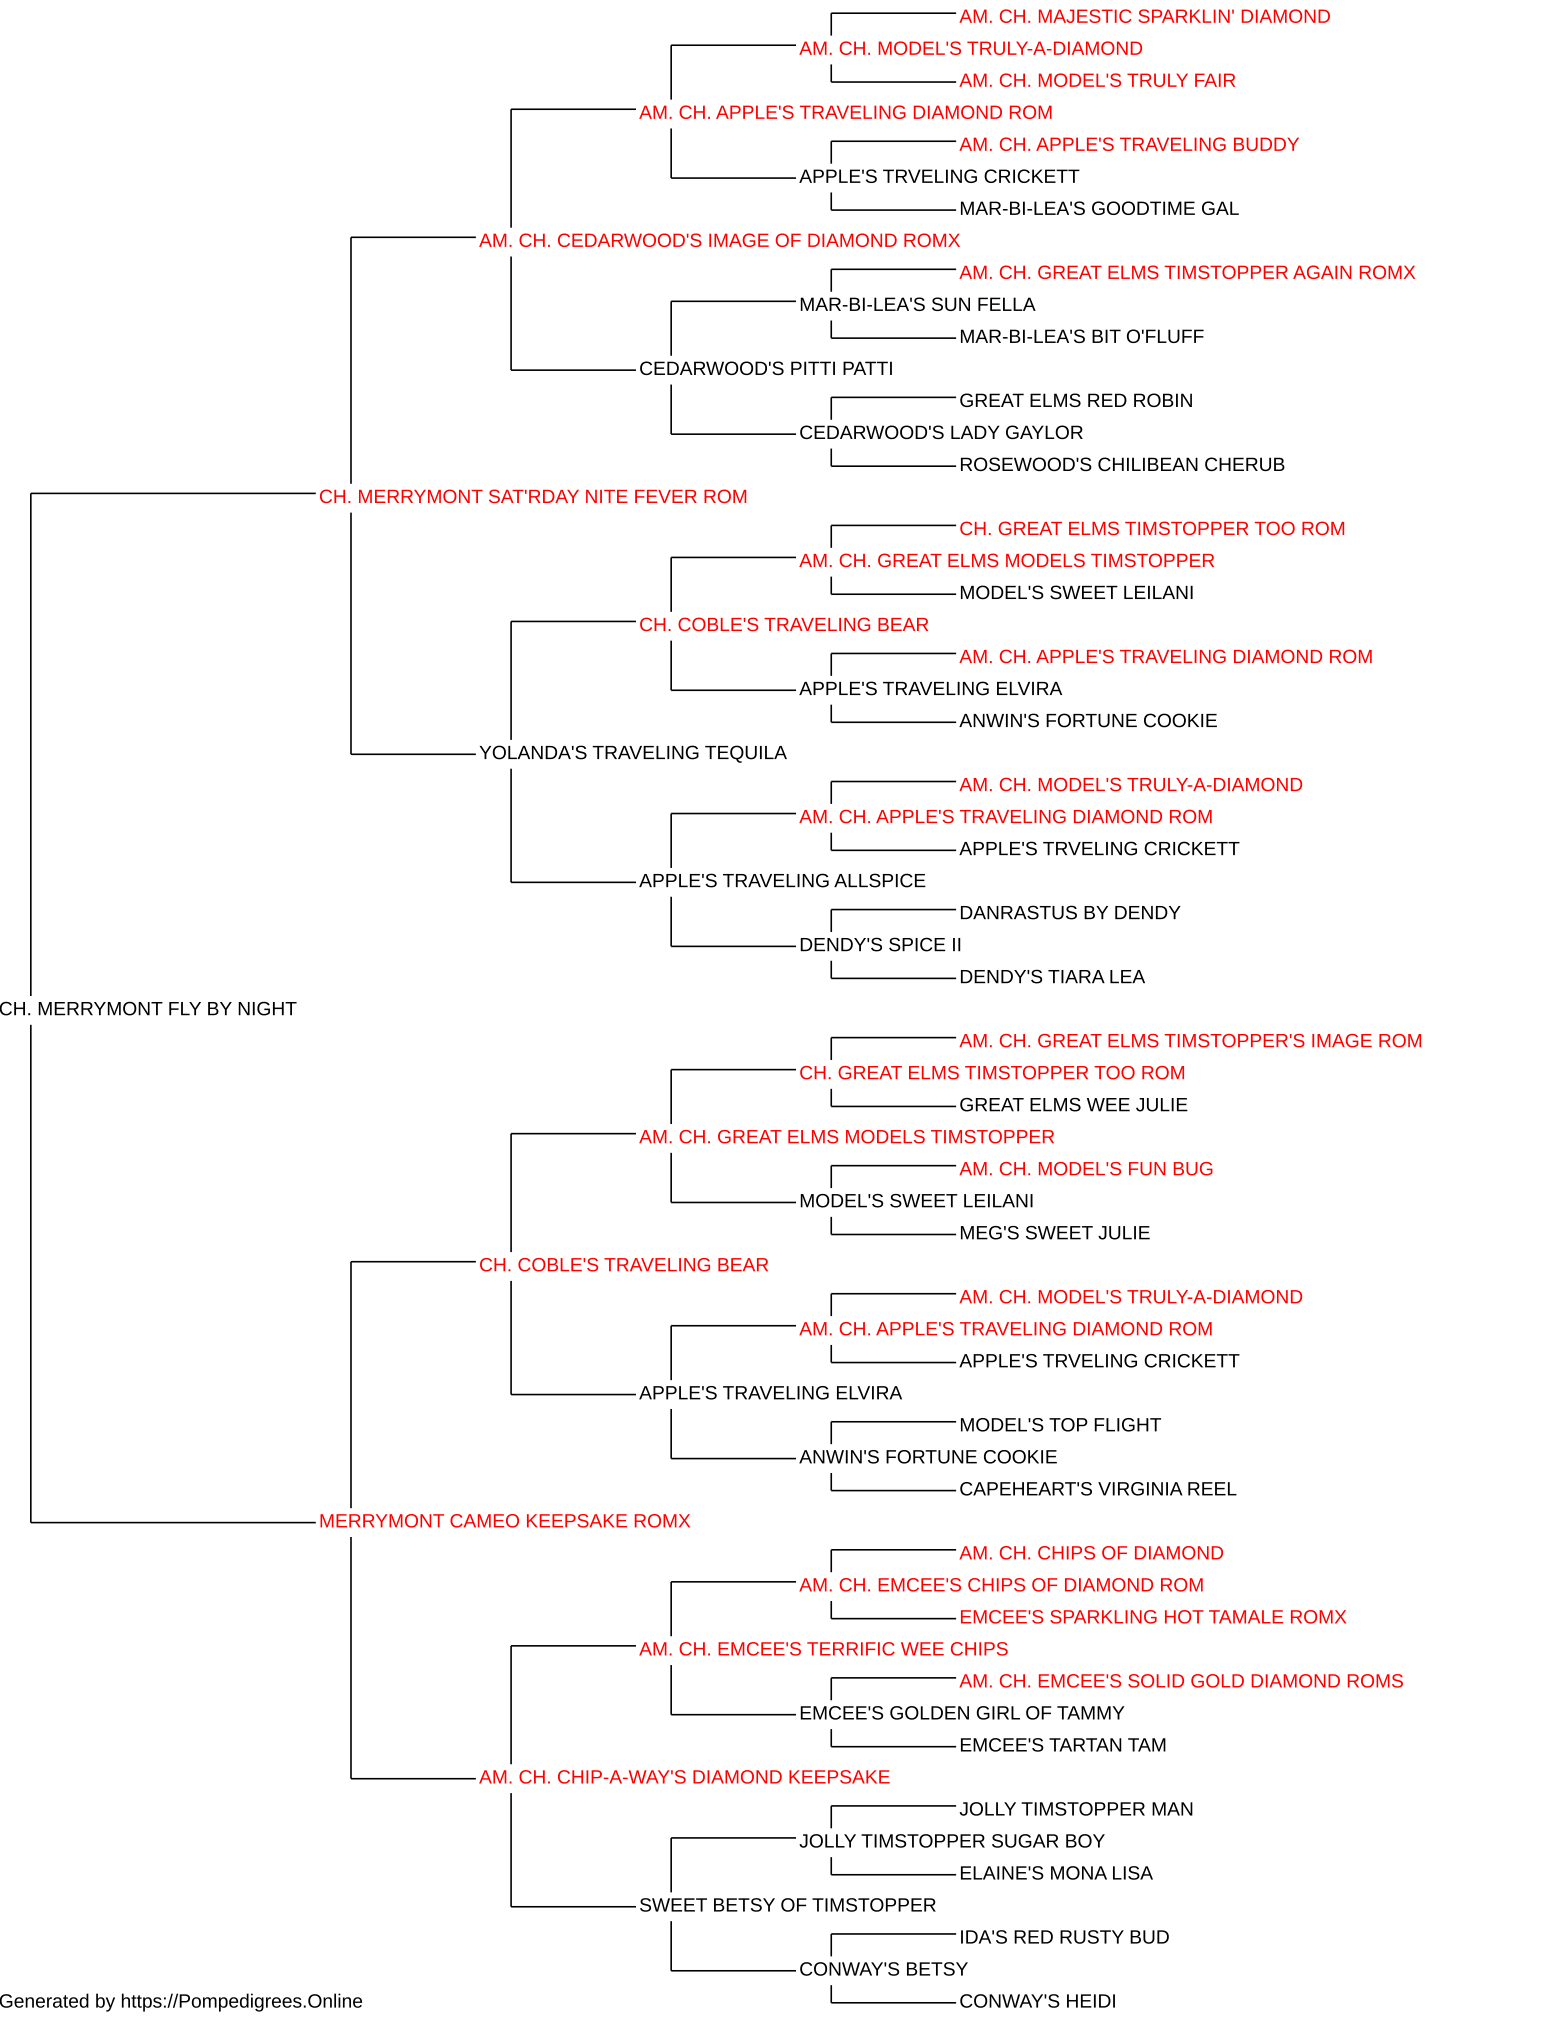 AM. CH. MAJESTIC SPARKLIN' DIAMOND
AM. CH. MODEL'S TRULY-A-DIAMOND
AM. CH. MODEL'S TRULY FAIR
AM. CH. APPLE'S TRAVELING DIAMOND ROM
AM. CH. APPLE'S TRAVELING BUDDY
APPLE'S TRVELING CRICKETT
MAR-BI-LEA'S GOODTIME GAL
AM. CH. CEDARWOOD'S IMAGE OF DIAMOND ROMX
AM. CH. GREAT ELMS TIMSTOPPER AGAIN ROMX
MAR-BI-LEA'S SUN FELLA
MAR-BI-LEA'S BIT O'FLUFF
CEDARWOOD'S PITTI PATTI
GREAT ELMS RED ROBIN
CEDARWOOD'S LADY GAYLOR
ROSEWOOD'S CHILIBEAN CHERUB
CH. MERRYMONT SAT'RDAY NITE FEVER ROM
CH. GREAT ELMS TIMSTOPPER TOO ROM
AM. CH. GREAT ELMS MODELS TIMSTOPPER
MODEL'S SWEET LEILANI
CH. COBLE'S TRAVELING BEAR
AM. CH. APPLE'S TRAVELING DIAMOND ROM
APPLE'S TRAVELING ELVIRA
ANWIN'S FORTUNE COOKIE
YOLANDA'S TRAVELING TEQUILA
AM. CH. MODEL'S TRULY-A-DIAMOND
AM. CH. APPLE'S TRAVELING DIAMOND ROM
APPLE'S TRVELING CRICKETT
APPLE'S TRAVELING ALLSPICE
DANRASTUS BY DENDY
DENDY'S SPICE II
DENDY'S TIARA LEA
CH. MERRYMONT FLY BY NIGHT
AM. CH. GREAT ELMS TIMSTOPPER'S IMAGE ROM
CH. GREAT ELMS TIMSTOPPER TOO ROM
GREAT ELMS WEE JULIE
AM. CH. GREAT ELMS MODELS TIMSTOPPER
AM. CH. MODEL'S FUN BUG
MODEL'S SWEET LEILANI
MEG'S SWEET JULIE
CH. COBLE'S TRAVELING BEAR
AM. CH. MODEL'S TRULY-A-DIAMOND
AM. CH. APPLE'S TRAVELING DIAMOND ROM
APPLE'S TRVELING CRICKETT
APPLE'S TRAVELING ELVIRA
MODEL'S TOP FLIGHT
ANWIN'S FORTUNE COOKIE
CAPEHEART'S VIRGINIA REEL
MERRYMONT CAMEO KEEPSAKE ROMX
AM. CH. CHIPS OF DIAMOND
AM. CH. EMCEE'S CHIPS OF DIAMOND ROM
EMCEE'S SPARKLING HOT TAMALE ROMX
AM. CH. EMCEE'S TERRIFIC WEE CHIPS
AM. CH. EMCEE'S SOLID GOLD DIAMOND ROMS
EMCEE'S GOLDEN GIRL OF TAMMY
EMCEE'S TARTAN TAM
AM. CH. CHIP-A-WAY'S DIAMOND KEEPSAKE
JOLLY TIMSTOPPER MAN
JOLLY TIMSTOPPER SUGAR BOY
ELAINE'S MONA LISA
SWEET BETSY OF TIMSTOPPER
IDA'S RED RUSTY BUD
CONWAY'S BETSY
CONWAY'S HEIDI
Generated by https://Pompedigrees.Online